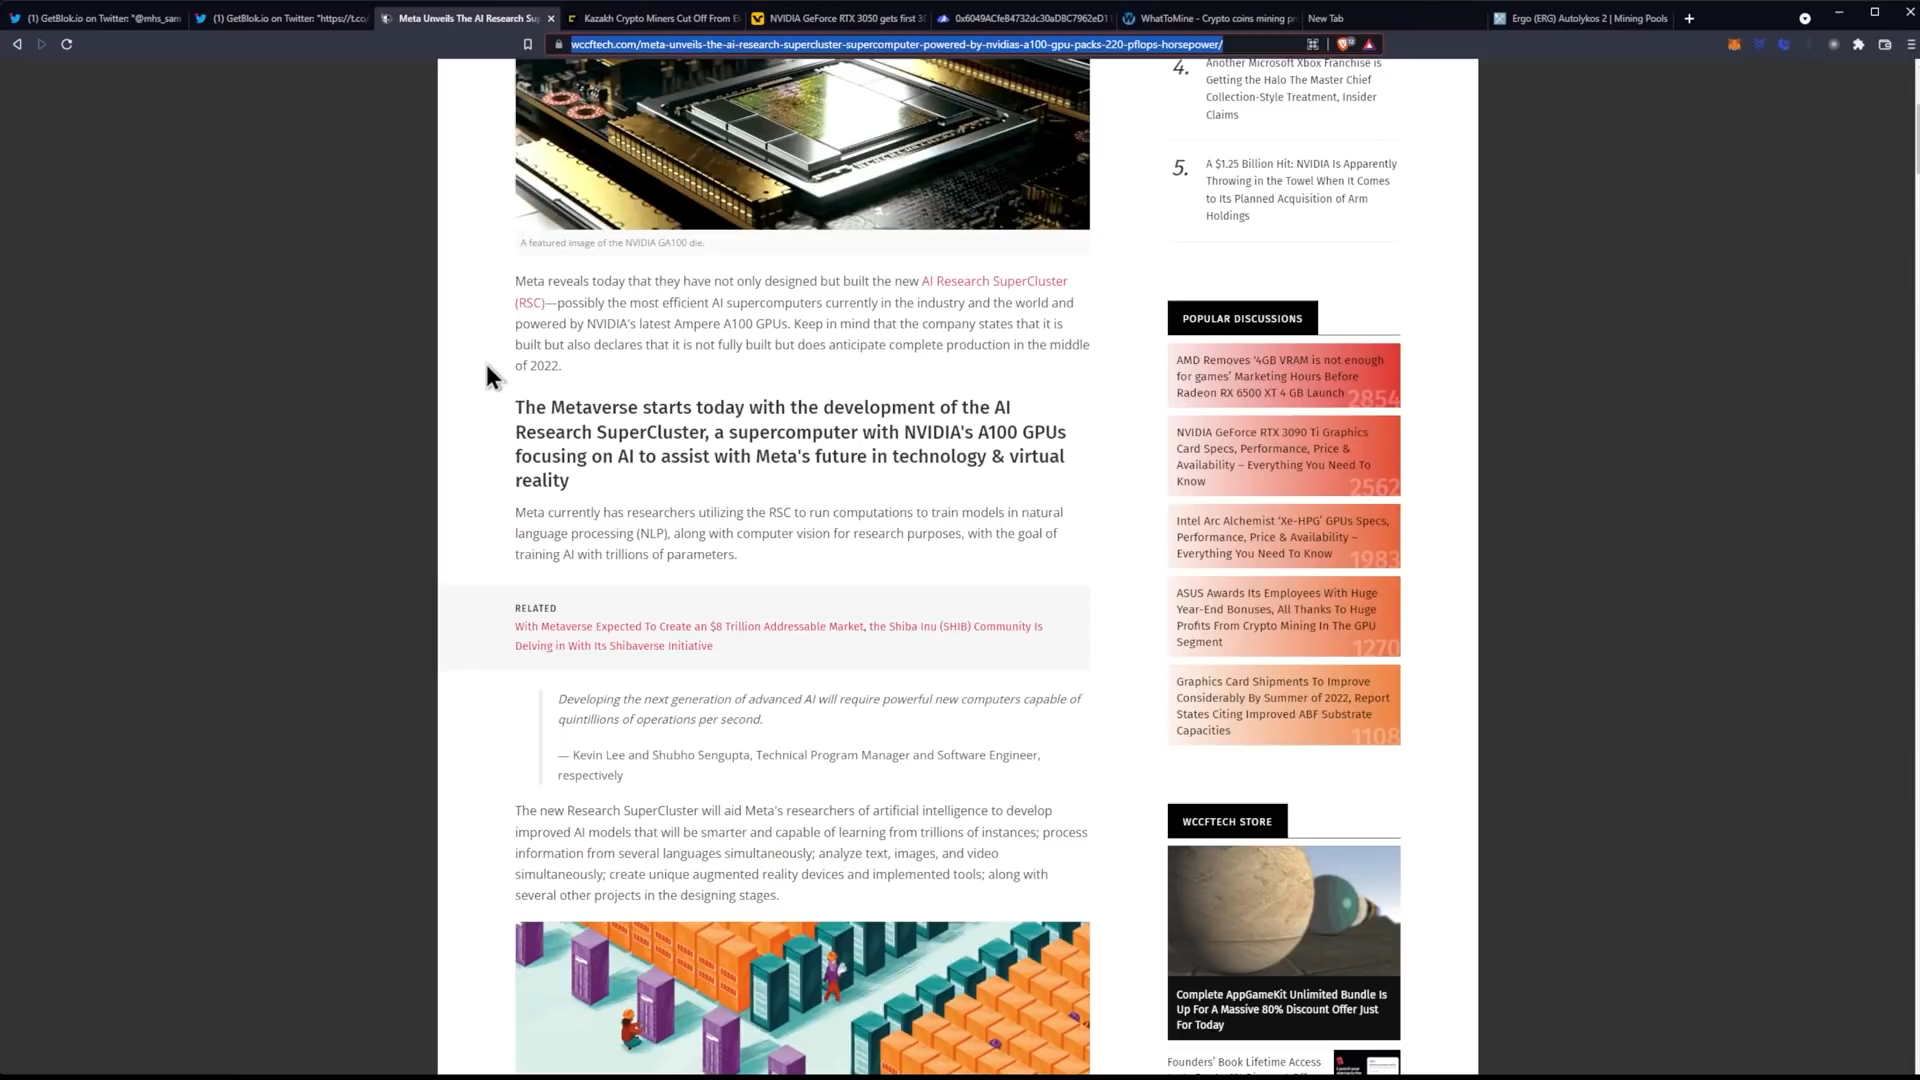 (1) GetBlok.io on Twitter: "@mhs_sam
(1) GetBlok.io on Twitter: "https://t.co/
Meta Unveils The AI Research Su
Kazakh Crypto Miners Cut Off From E
NVIDIA GeForce RTX 3050 gets first 3
0x6049ACfeB4732dc30aDBC7962eD1
WhatToMine - Crypto coins mining pr
New Tab
Ergo (ERG) Autolykos 2 | Mining Pools
wccftech.com/meta-unveils-the-ai-research-supercluster-supercomputer-powered-by-nvidias-a100-gpu-packs-220-pflops-horsepower/
A featured image of the NVIDIA GA100 die.
Meta reveals today that they have not only designed but built the new AI Research SuperCluster
(RSC)—possibly the most efficient AI supercomputers currently in the industry and the world and
powered by NVIDIA's latest Ampere A100 GPUs. Keep in mind that the company states that it is
built but also declares that it is not fully built but does anticipate complete production in the middle
of 2022.
The Metaverse starts today with the development of the AI
Research SuperCluster, a supercomputer with NVIDIA's A100 GPUs
focusing on AI to assist with Meta's future in technology & virtual
reality
Meta currently has researchers utilizing the RSC to run computations to train models in natural
language processing (NLP), along with computer vision for research purposes, with the goal of
training AI with trillions of parameters.
RELATED
With Metaverse Expected To Create an $8 Trillion Addressable Market, the Shiba Inu (SHIB) Community Is
Delving in With Its Shibaverse Initiative
Developing the next generation of advanced AI will require powerful new computers capable of
quintillions of operations per second.
— Kevin Lee and Shubho Sengupta, Technical Program Manager and Software Engineer,
respectively
The new Research SuperCluster will aid Meta's researchers of artificial intelligence to develop
improved AI models that will be smarter and capable of learning from trillions of instances; process
information from several languages simultaneously; analyze text, images, and video
simultaneously; create unique augmented reality devices and implemented tools; along with
several other projects in the designing stages.
4.
Another Microsoft Xbox Franchise is
Getting the Halo The Master Chief
Collection-Style Treatment, Insider
Claims
5.
A $1.25 Billion Hit: NVIDIA Is Apparently
Throwing in the Towel When It Comes
to Its Planned Acquisition of Arm
Holdings
POPULAR DISCUSSIONS
AMD Removes '4GB VRAM is not enough
for games' Marketing Hours Before
Radeon RX 6500 XT 4 GB Launch
2854
NVIDIA GeForce RTX 3090 Ti Graphics
Card Specs, Performance, Price &
Availability – Everything You Need To
Know
2562
Intel Arc Alchemist 'Xe-HPG' GPUs Specs,
Performance, Price & Availability –
Everything You Need To Know
1983
ASUS Awards Its Employees With Huge
Year-End Bonuses, All Thanks To Huge
Profits From Crypto Mining In The GPU
Segment
1270
Graphics Card Shipments To Improve
Considerably By Summer of 2022, Report
States Citing Improved ABF Substrate
Capacities
1108
WCCFTECH STORE
Complete AppGameKit Unlimited Bundle Is
Up For A Massive 80% Discount Offer Just
For Today
Founders' Book Lifetime Access